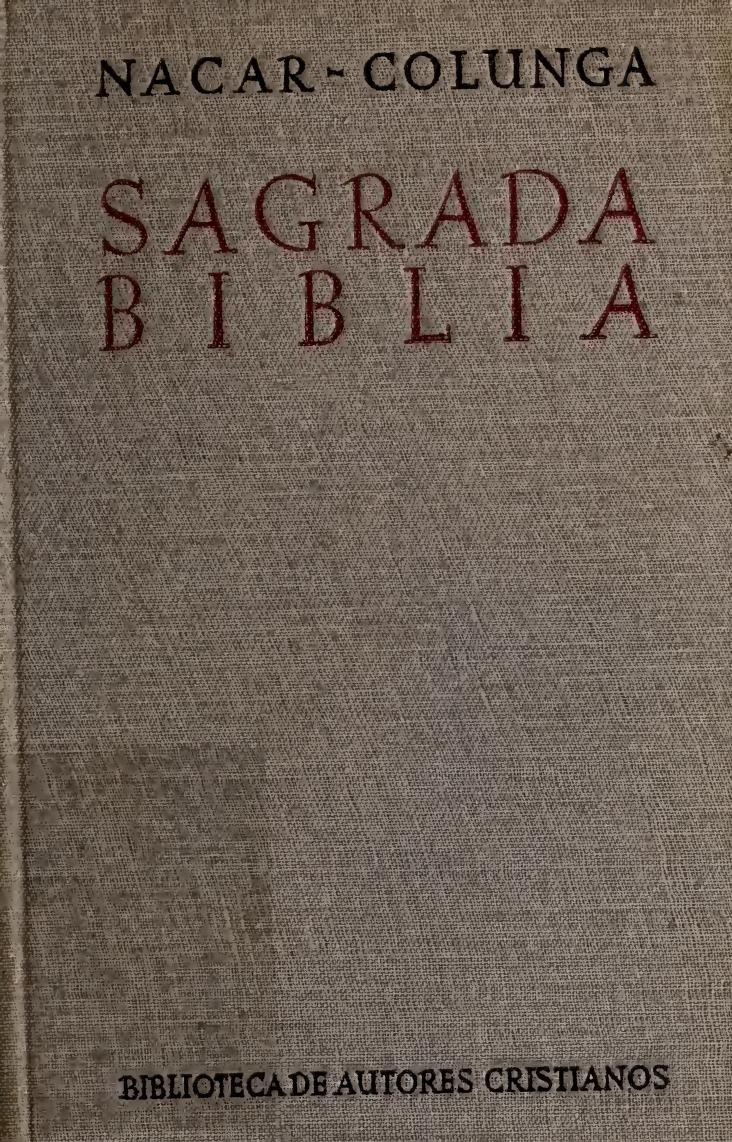 NACAR-COLUNGA
SAGRADA
BIBLIA
BIBLIOTECA DE AUTORES CRISTIANOS